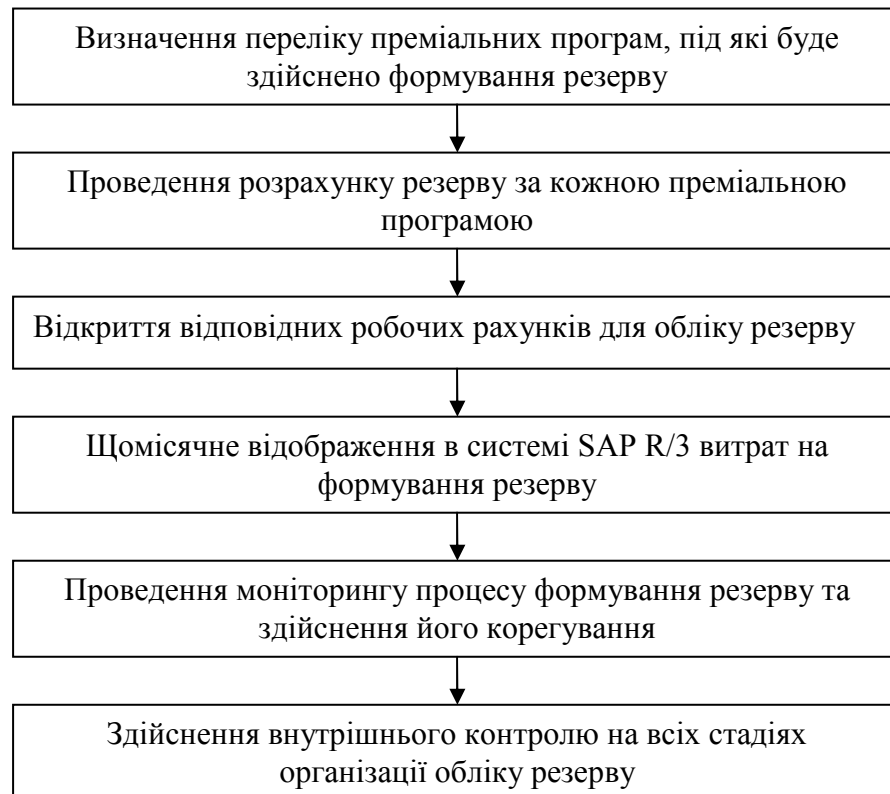 Визначення переліку преміальних програм, під які буде
здійснено формування резерву
Проведення розрахунку резерву за кожною преміальною
програмою
Відкриття відповідних робочих рахунків для обліку резерву
Щомісячне відображення в системі SAP R/3 витрат на
формування резерву
Проведення моніторингу процесу формування резерву та
здійснення його корегування
Здійснення внутрішнього контролю на всіх стадіях
організації обліку резерву